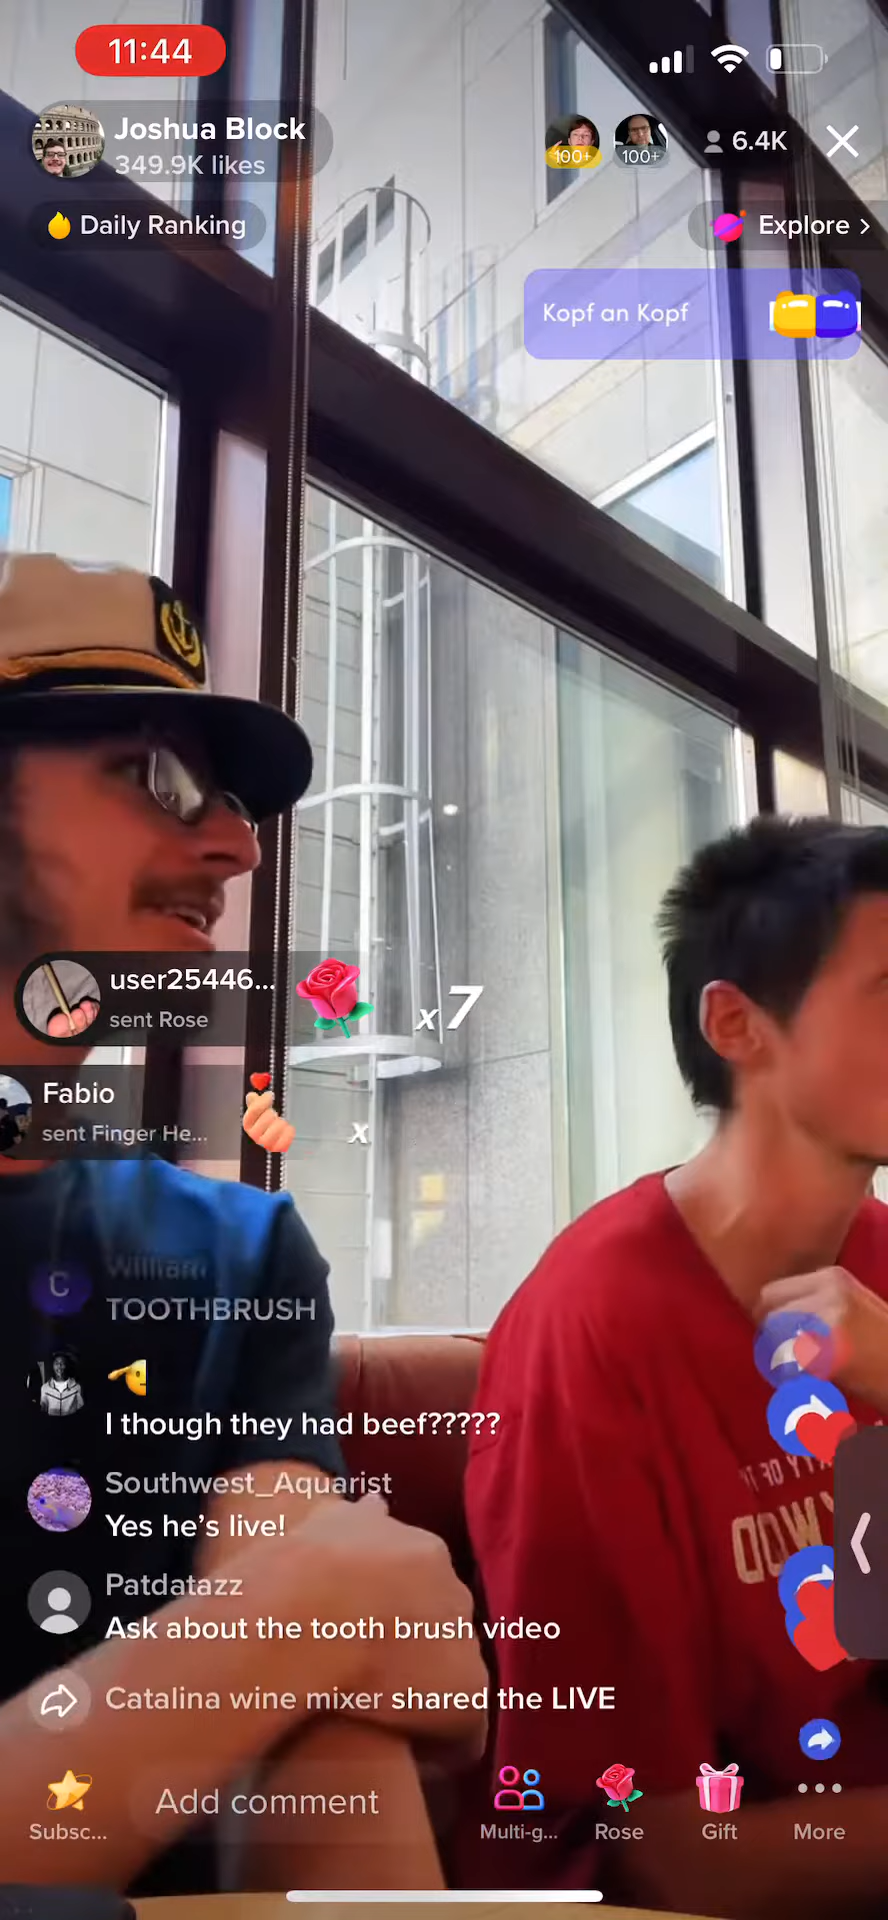 11:44
Joshua Block
349.9K likes
100+
100+
6.4K
Daily Ranking
Explore >
Kopf an Kopf
user25446...
sent Rose
x7
Fabio
sent Finger He...
x
William
C
TOOTHBRUSH
I though they had beef?????
Southwest_Aquarist
Yes he's live!
Patdatazz
Ask about the tooth brush video
Catalina wine mixer shared the LIVE
Add comment
Subsc...
Multi-g...
Rose
Gift
More